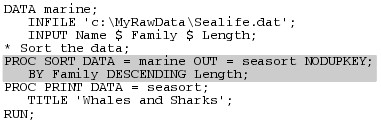 DATA marine;
INFILE 'c:\MyRawData\Sealife.dat';
INPUT Name $ Family $ Length;
* Sort the data;
PROC SORT DATA = marine OUT = seasort NODUPKEY;
BY Family DESCENDING Length;
PROC PRINT DATA = seasort;
TITLE 'Whales and Sharks';
RUN;